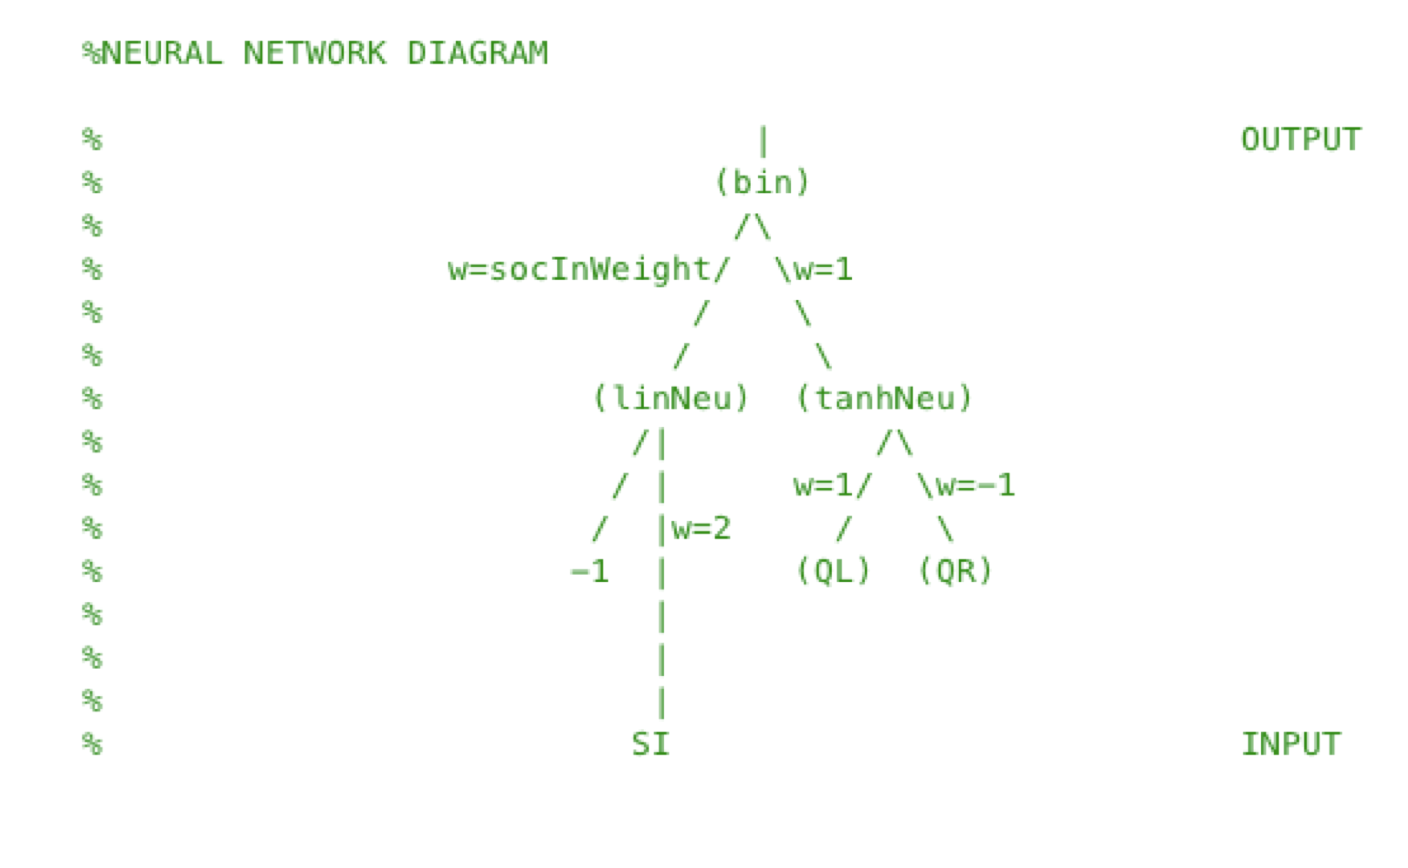 %NEURAL NETWORK DIAGRAM
%                                |                       OUTPUT
%                              (bin)
%                               /\
%                 w=socInWeight/  \w=1
%                             /    \
%                            /      \
%                        (linNeu)  (tanhNeu)
%                          /|          /\
%                         / |      w=1/  \w=-1
%                        /  |w=2     /    \
%                       -1  |      (QL)  (QR)
%                           |
%                           |
%                           |
%                          SI                            INPUT